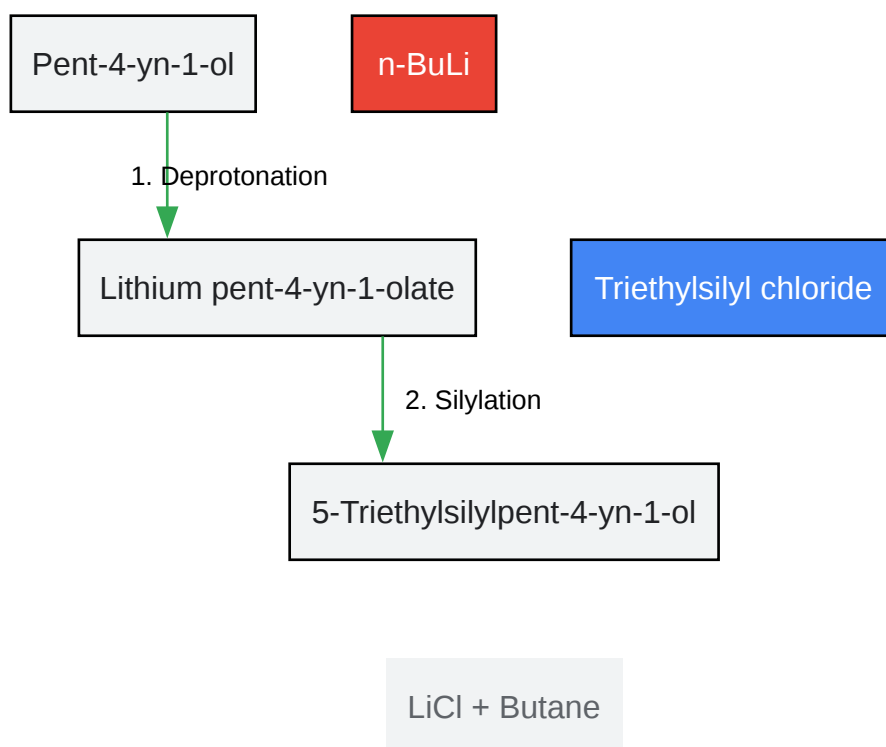 Pent-4-yn-1-ol
n-BuLi
1. Deprotonation
Lithium pent-4-yn-1-olate
Triethylsilyl chloride
2. Silylation
5-Triethylsilylpent-4-yn-1-ol
LiCl + Butane